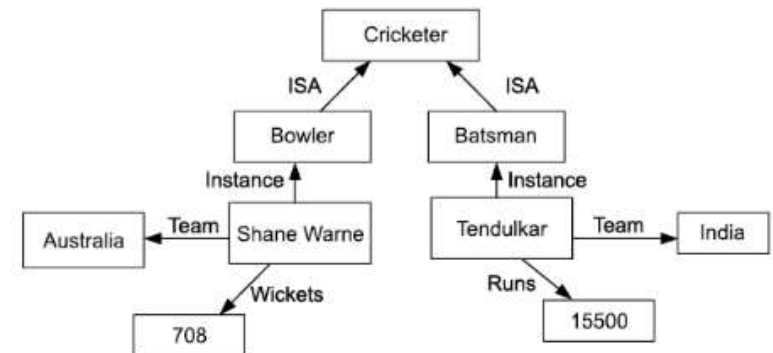 Cricketer
ISA ISA
Bowler Batsman
Instance Instance
Australia Team Shane Warne Tendulkar Team India
Wickets Runs
708 15500